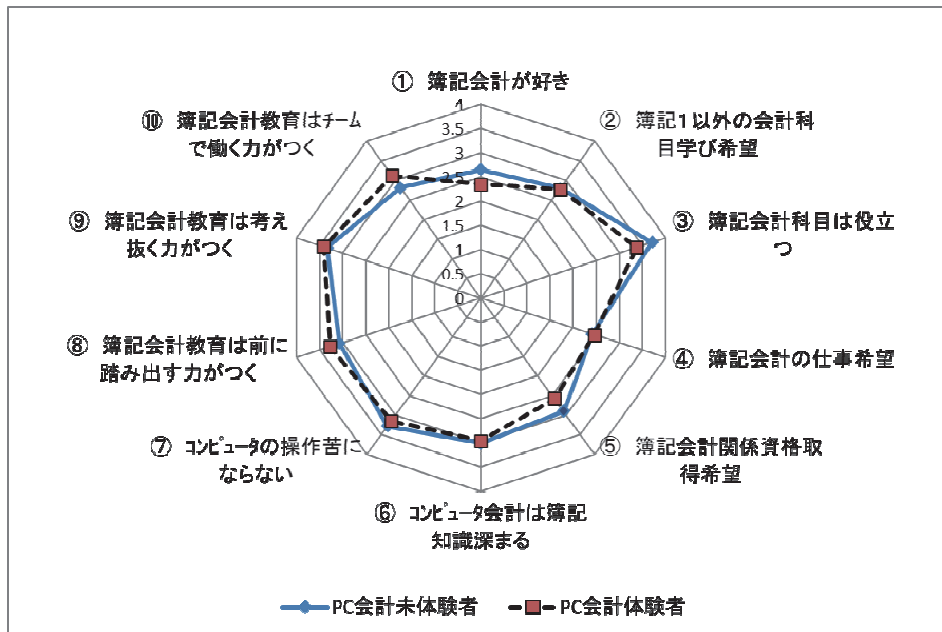 ① 簿記会計が好き
② 簿記１以外の会計科
目学び希望
③ 簿記会計科目は役立
つ
④ 簿記会計の仕事希望
⑤ 簿記会計関係資格取
得希望
⑥ ｺﾝﾋﾟｭｰﾀ会計は簿記
知識深まる
⑦ ｺﾝﾋﾟｭｰﾀの操作苦に
ならない
⑧ 簿記会計教育は前に
踏み出す力がつく
⑨ 簿記会計教育は考え
抜く力がつく
⑩ 簿記会計教育はﾁｰﾑ
で働く力がつく
4
3.5
3
2.5
2
1.5
1
0.5
0
PC会計未体験者 PC会計体験者